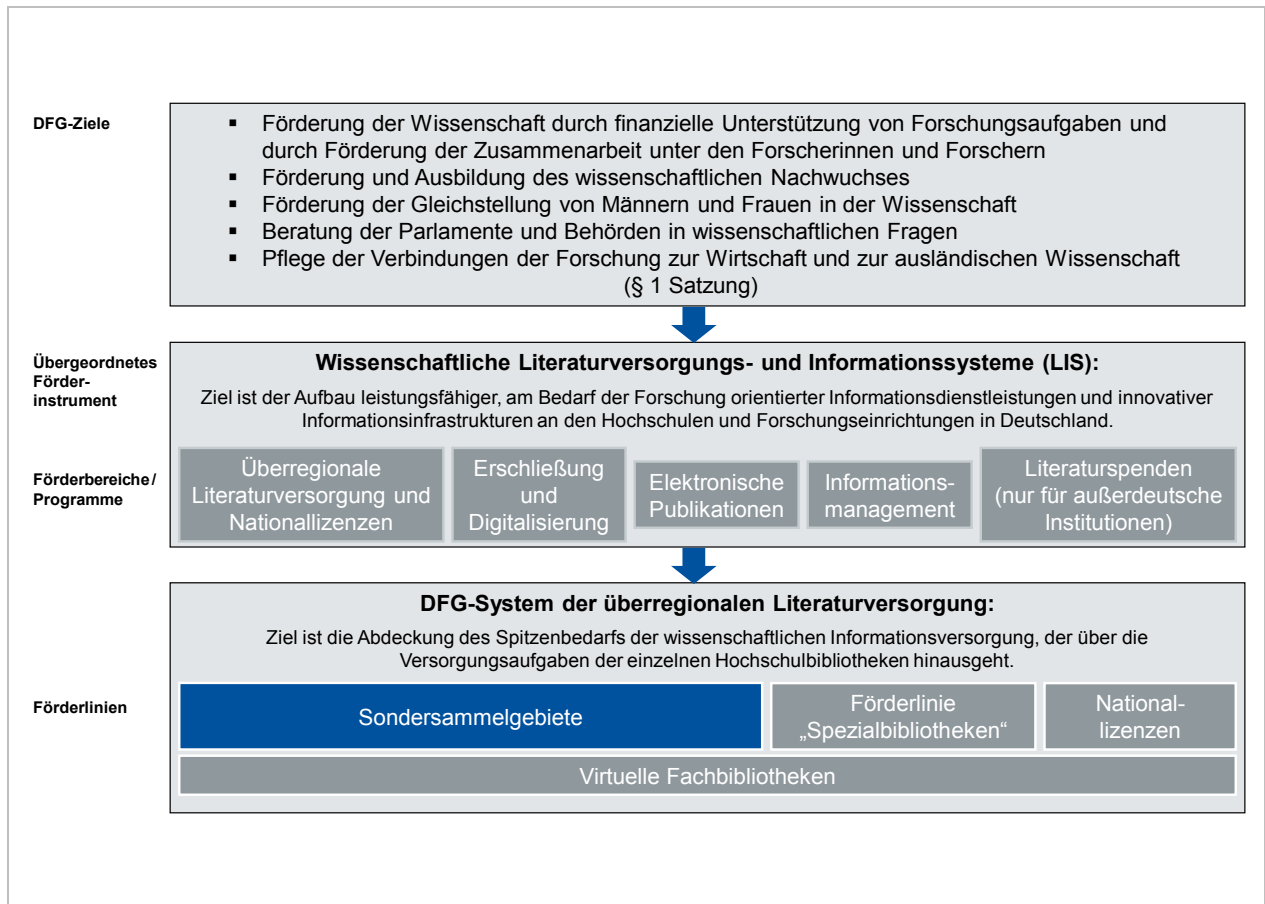 DFG-Ziele
▪ Förderung der Wissenschaft durch finanzielle Unterstützung von Forschungsaufgaben und
durch Förderung der Zusammenarbeit unter den Forscherinnen und Forschern
▪ Förderung und Ausbildung des wissenschaftlichen Nachwuchses
▪ Förderung der Gleichstellung von Männern und Frauen in der Wissenschaft
▪ Beratung der Parlamente und Behörden in wissenschaftlichen Fragen
▪ Pflege der Verbindungen der Forschung zur Wirtschaft und zur ausländischen Wissenschaft
(§ 1 Satzung)
Übergeordnetes
Förder-
instrument
Wissenschaftliche Literaturversorgungs- und Informationssysteme (LIS):
Ziel ist der Aufbau leistungsfähiger, am Bedarf der Forschung orientierter Informationsdienstleistungen und innovativer
Informationsinfrastrukturen an den Hochschulen und Forschungseinrichtungen in Deutschland.
Förderbereiche/
Programme
Überregionale
Literaturversorgung und
Nationallizenzen
Erschließung
und
Digitalisierung
Elektronische
Publikationen
Informations-
management
Literaturspenden
(nur für außerdeutsche
Institutionen)
DFG-System der überregionalen Literaturversorgung:
Ziel ist die Abdeckung des Spitzenbedarfs der wissenschaftlichen Informationsversorgung, der über die
Versorgungsaufgaben der einzelnen Hochschulbibliotheken hinausgeht.
Förderlinien
Sondersammelgebiete
Förderlinie
„Spezialbibliotheken“
National-
lizenzen
Virtuelle Fachbibliotheken